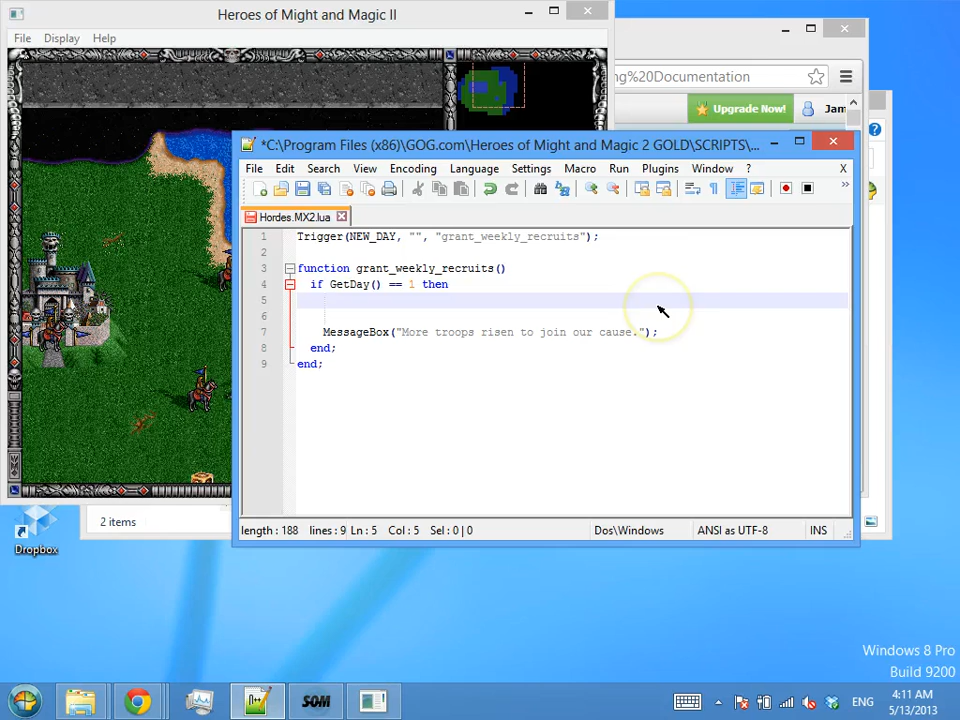 Heroes of Might and Magic II
File Display Help
ng%20Documentation
Upgrade Now!
Jam
*C:\Program Files (x86)\GOG.com\Heroes of Might and Magic 2 GOLD\SCRIPTS\...
File Edit Search View Encoding Language Settings Macro Run Plugins Window ? X
Hordes.MX2.lua
1 Trigger(NEW_DAY, "", "grant_weekly_recruits");
2
3 function grant_weekly_recruits()
4 if GetDay() == 1 then
5
6
7 MessageBox("More troops risen to join our cause.");
8 end;
9 end;
length : 188 lines : 9 Ln : 5 Col : 5 Sel : 0 | 0 Dos\Windows ANSI as UTF-8 INS
2 items
Dropbox
Windows 8 Pro
Build 9200
SOM
ENG
4:11 AM
5/13/2013